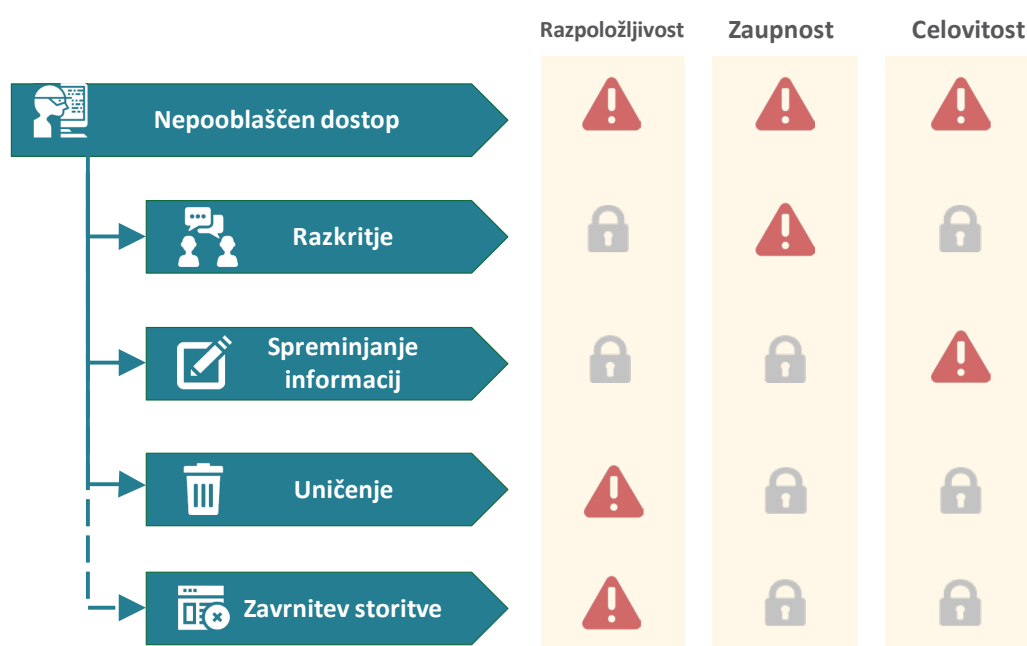 Razpoložljivost Zaupnost Celovitost
Nepooblaščen dostop
Razkritje
Spreminjanje
informacij
Uničenje
Zavrnitev storitve